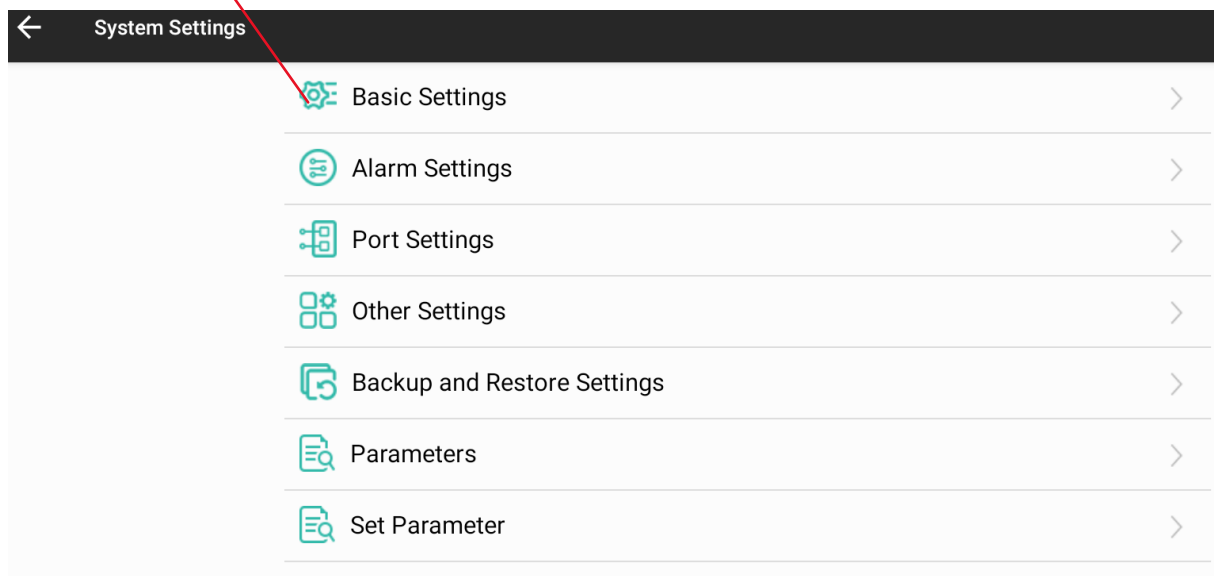 System Settings
Basic Settings
Alarm Settings
Port Settings
Other Settings
Backup and Restore Settings
Parameters
Set Parameter